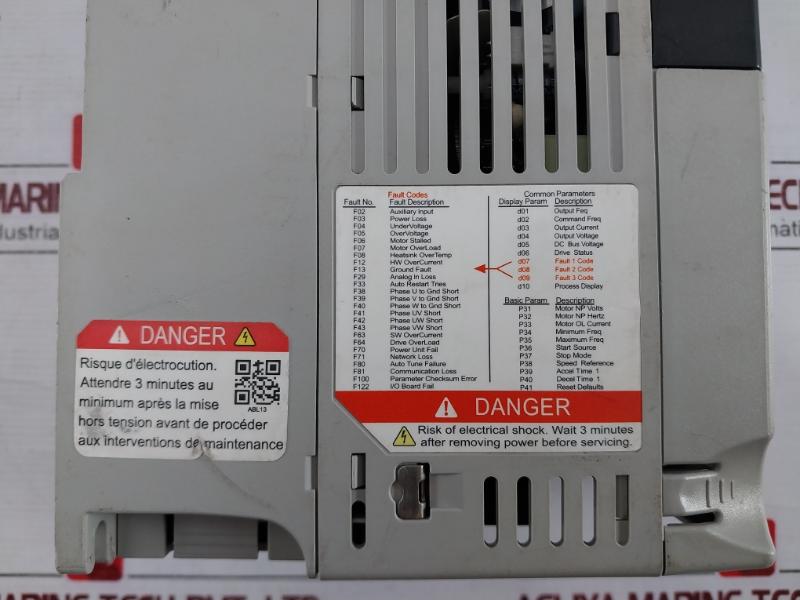 Fault Codes
Fault No. Fault Description
F02 Auxiliary Input
F03 Power Loss
F04 UnderVoltage
F05 OverVoltage
F06 Motor Stalled
F07 Motor OverLoad
F08 Heatsink OverTemp
F12 HW OverCurrent
F13 Ground Fault
F29 Analog In Loss
F33 Auto Restart Tries
F38 Phase U to Gnd Short
F39 Phase V to Gnd Short
F40 Phase W to Gnd Short
F41 Phase UV Short
F42 Phase UW Short
F43 Phase VW Short
F63 SW OverCurrent
F64 Drive OverLoad
F70 Power Unit Fail
F71 Network Loss
F80 Auto Tune Failure
F81 Communication Loss
F100 Parameter Checksum Error
F122 I/O Board Fail
Common Parameters
Display Param Description
d01 Output Freq
d02 Command Freq
d03 Output Current
d04 Output Voltage
d05 DC Bus Voltage
d06 Drive Status
d07 Fault 1 Code
d08 Fault 2 Code
d09 Fault 3 Code
d10 Process Display
Basic Param Description
P31 Motor NP Volts
P32 Motor NP Hertz
P33 Motor OL Current
P34 Minimum Freq
P35 Maximum Freq
P36 Start Source
P37 Stop Mode
P38 Speed Reference
P39 Accel Time 1
P40 Decel Time 1
P41 Reset Defaults
DANGER
Risk of electrical shock. Wait 3 minutes
after removing power before servicing.
DANGER
Risque d'électrocution.
Attendre 3 minutes au
minimum après la mise
hors tension avant de procéder
aux interventions de maintenance
ABL13